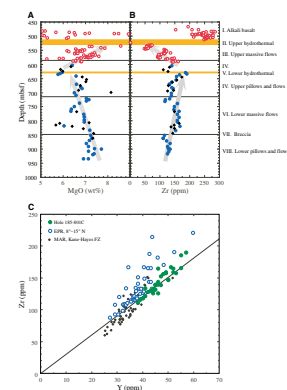 A
B
5 6 7 8
0 50 100 150 200 250 300
450
500
550
600
650
700
750
800
850
900
950
1000
Depth (mbsf)
MgO (wt%)
Zr (ppm)
I. Alkali basalt
II. Upper hydrothermal
III. Upper massive flows
IV.
V. Lower hydrothermal
IV. Upper pillows and flows
VI. Lower massive flows
VII. Breccia
VIII. Lower pillows and flow
C
250
200
150
100
50
0
Zr (ppm)
Hole 185-801C
EPR, 8°-15° N
MAR, Kane-Hayes FZ
0 10 20 30 40 50 60 70
Y (ppm)